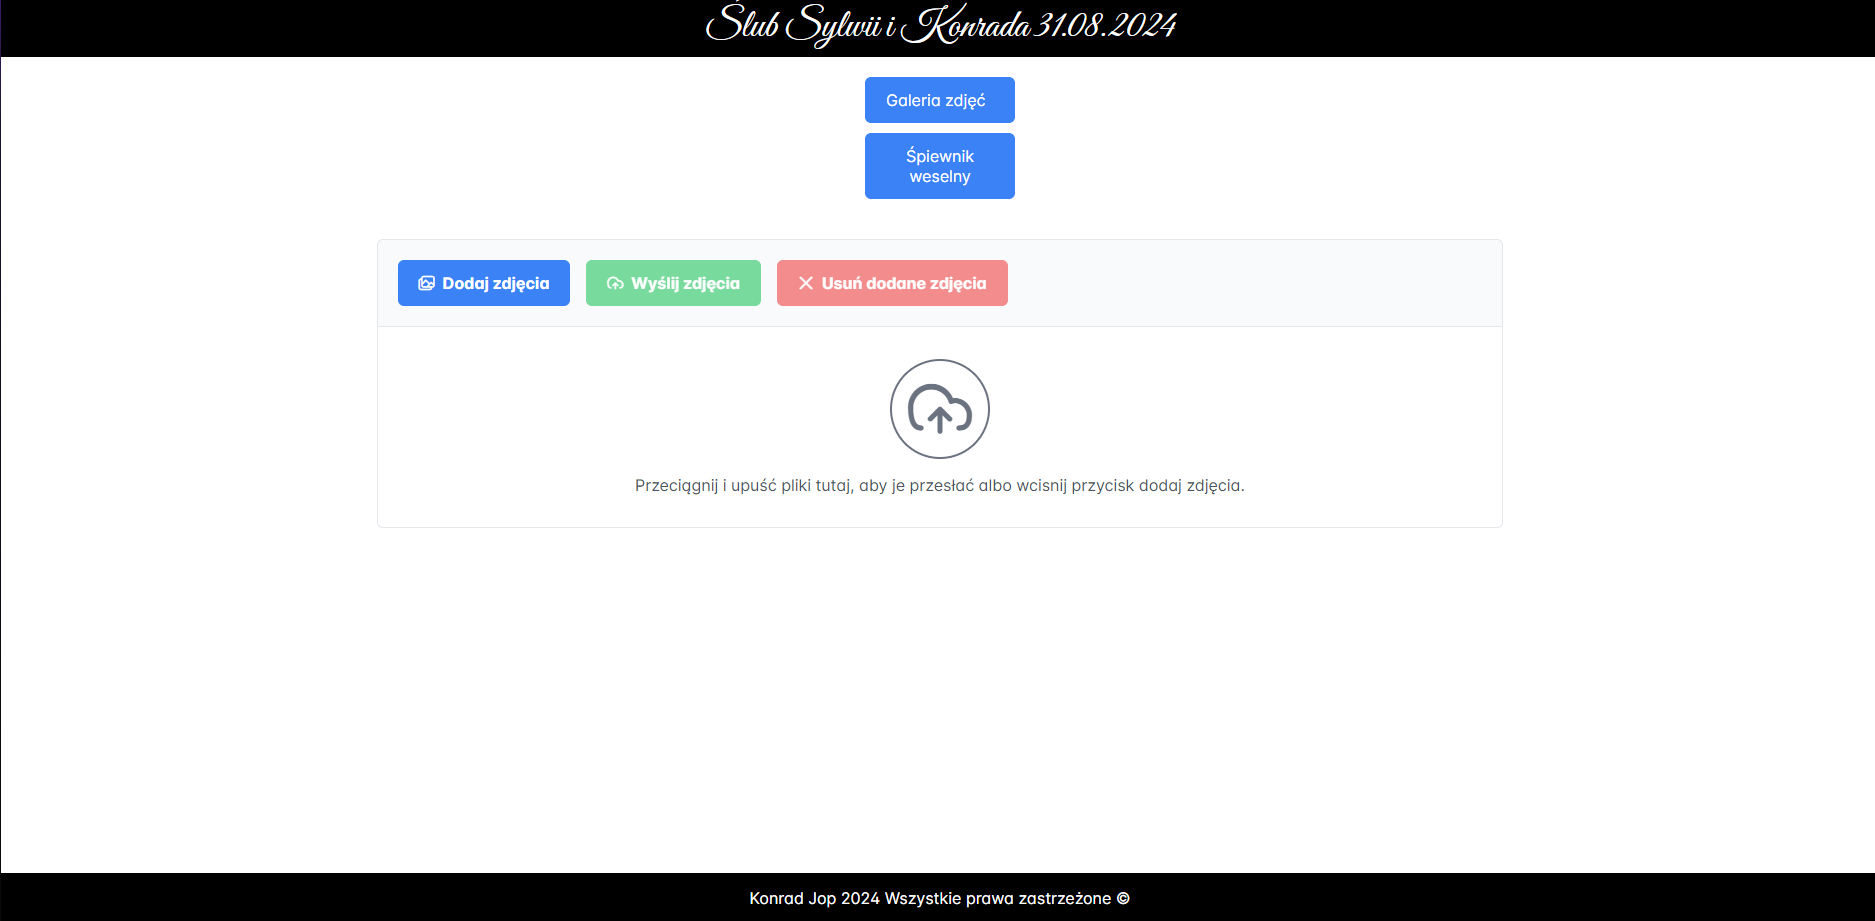 Ślub Sylwii i Konrada 31.08.2024
Galeria zdjęć
Śpiewnik
weselny
Dodaj zdjęcia
Wyślij zdjęcia
Usuń dodane zdjęcia
Przeciągnij i upuść pliki tutaj, aby je przesłać albo wcisnij przycisk dodaj zdjęcia.
Konrad Jop 2024 Wszystkie prawa zastrzeżone ©